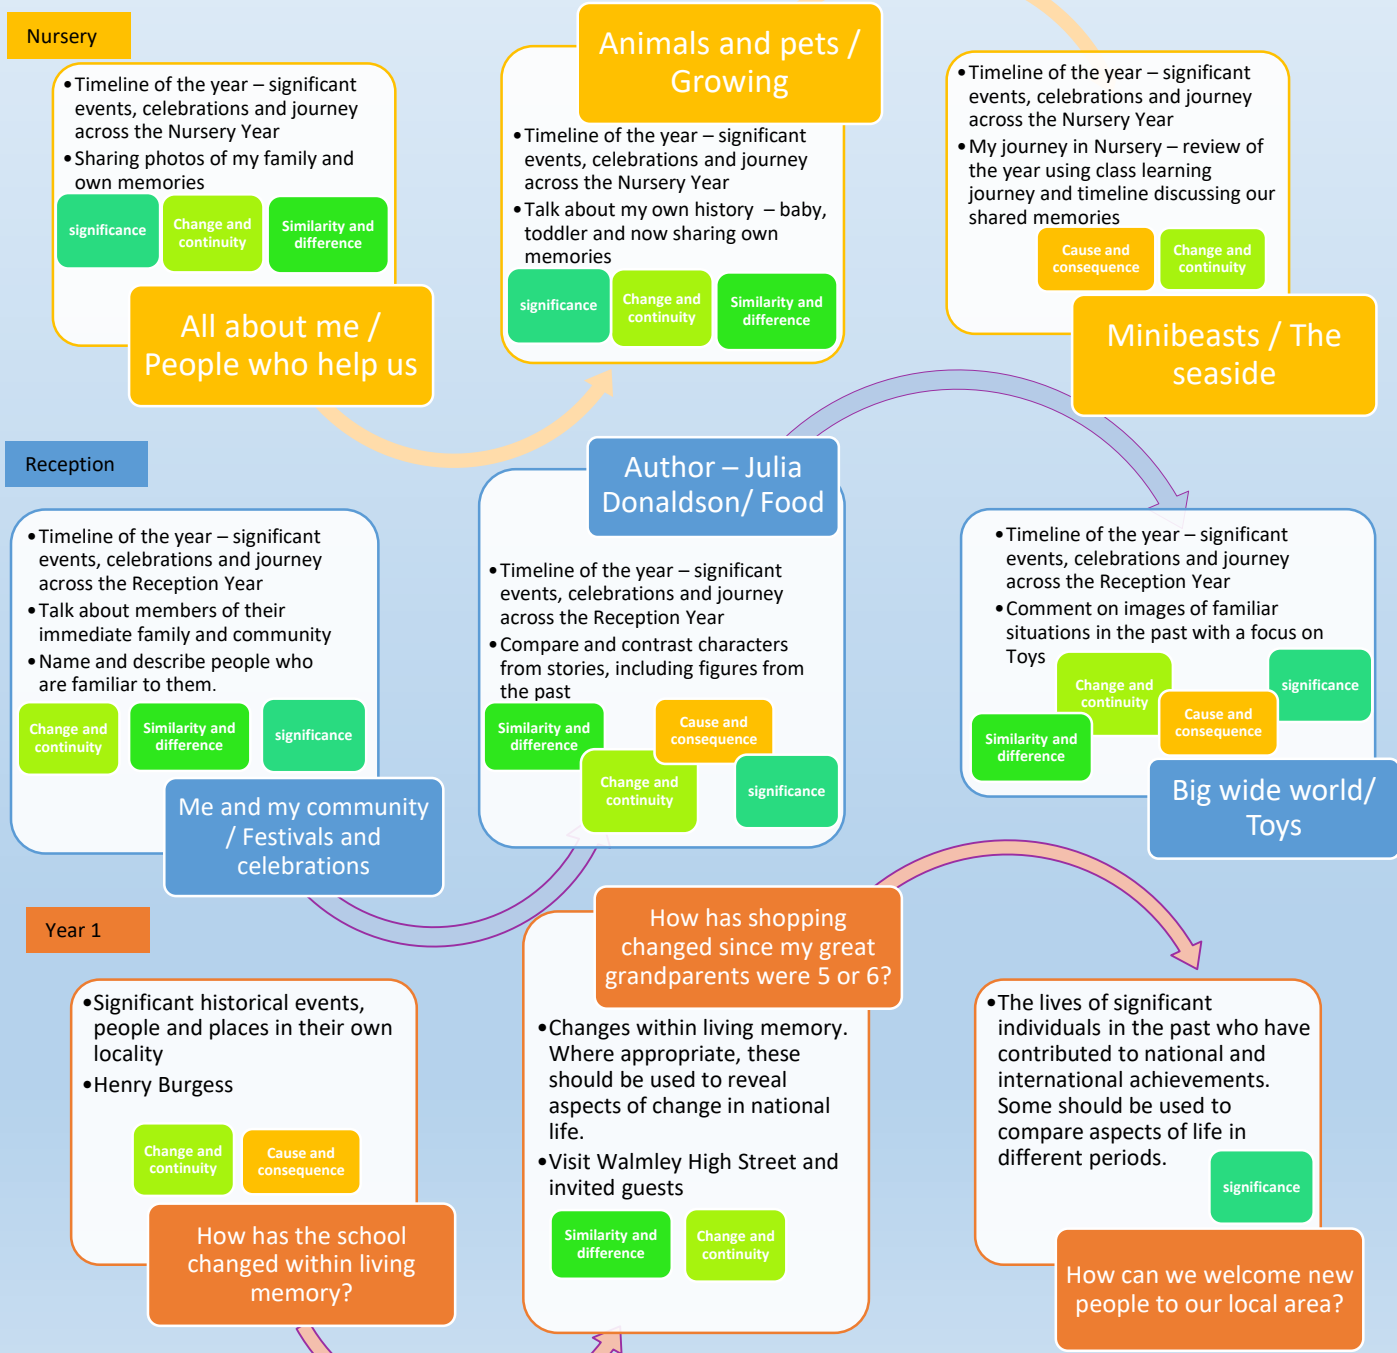 Nursery
•Timeline of the year – significant
events, celebrations and journey
across the Nursery Year
•Sharing photos of my family and
own memories
significance
Change and
continuity
Similarity and
difference
All about me /
People who help us
Animals and pets /
Growing
•Timeline of the year – significant
events, celebrations and journey
across the Nursery Year
•Talk about my own history – baby,
toddler and now sharing own
memories
significance
Change and
continuity
Similarity and
difference
•Timeline of the year – significant
events, celebrations and journey
across the Nursery Year
•My journey in Nursery – review of
the year using class learning
journey and timeline discussing our
shared memories
Cause and
consequence
Change and
continuity
Minibeasts / The
seaside
Reception
•Timeline of the year – significant
events, celebrations and journey
across the Reception Year
•Talk about members of their
immediate family and community
•Name and describe people who
are familiar to them.
Change and
continuity
Similarity and
difference
significance
Me and my community
/ Festivals and
celebrations
Author – Julia
Donaldson/ Food
•Timeline of the year – significant
events, celebrations and journey
across the Reception Year
•Compare and contrast characters
from stories, including figures from
the past
Similarity and
difference
Change and
continuity
Cause and
consequence
significance
•Timeline of the year – significant
events, celebrations and journey
across the Reception Year
•Comment on images of familiar
situations in the past with a focus on
Toys
Similarity and
difference
Change and
continuity
Cause and
consequence
significance
Big wide world/
Toys
Year 1
•Significant historical events,
people and places in their own
locality
•Henry Burgess
Change and
continuity
Cause and
consequence
How has the school
changed within living
memory?
How has shopping
changed since my great
grandparents were 5 or 6?
•Changes within living memory.
Where appropriate, these
should be used to reveal
aspects of change in national
life.
•Visit Walmley High Street and
invited guests
Similarity and
difference
Change and
continuity
•The lives of significant
individuals in the past who have
contributed to national and
international achievements.
Some should be used to
compare aspects of life in
different periods.
significance
How can we welcome new
people to our local area?